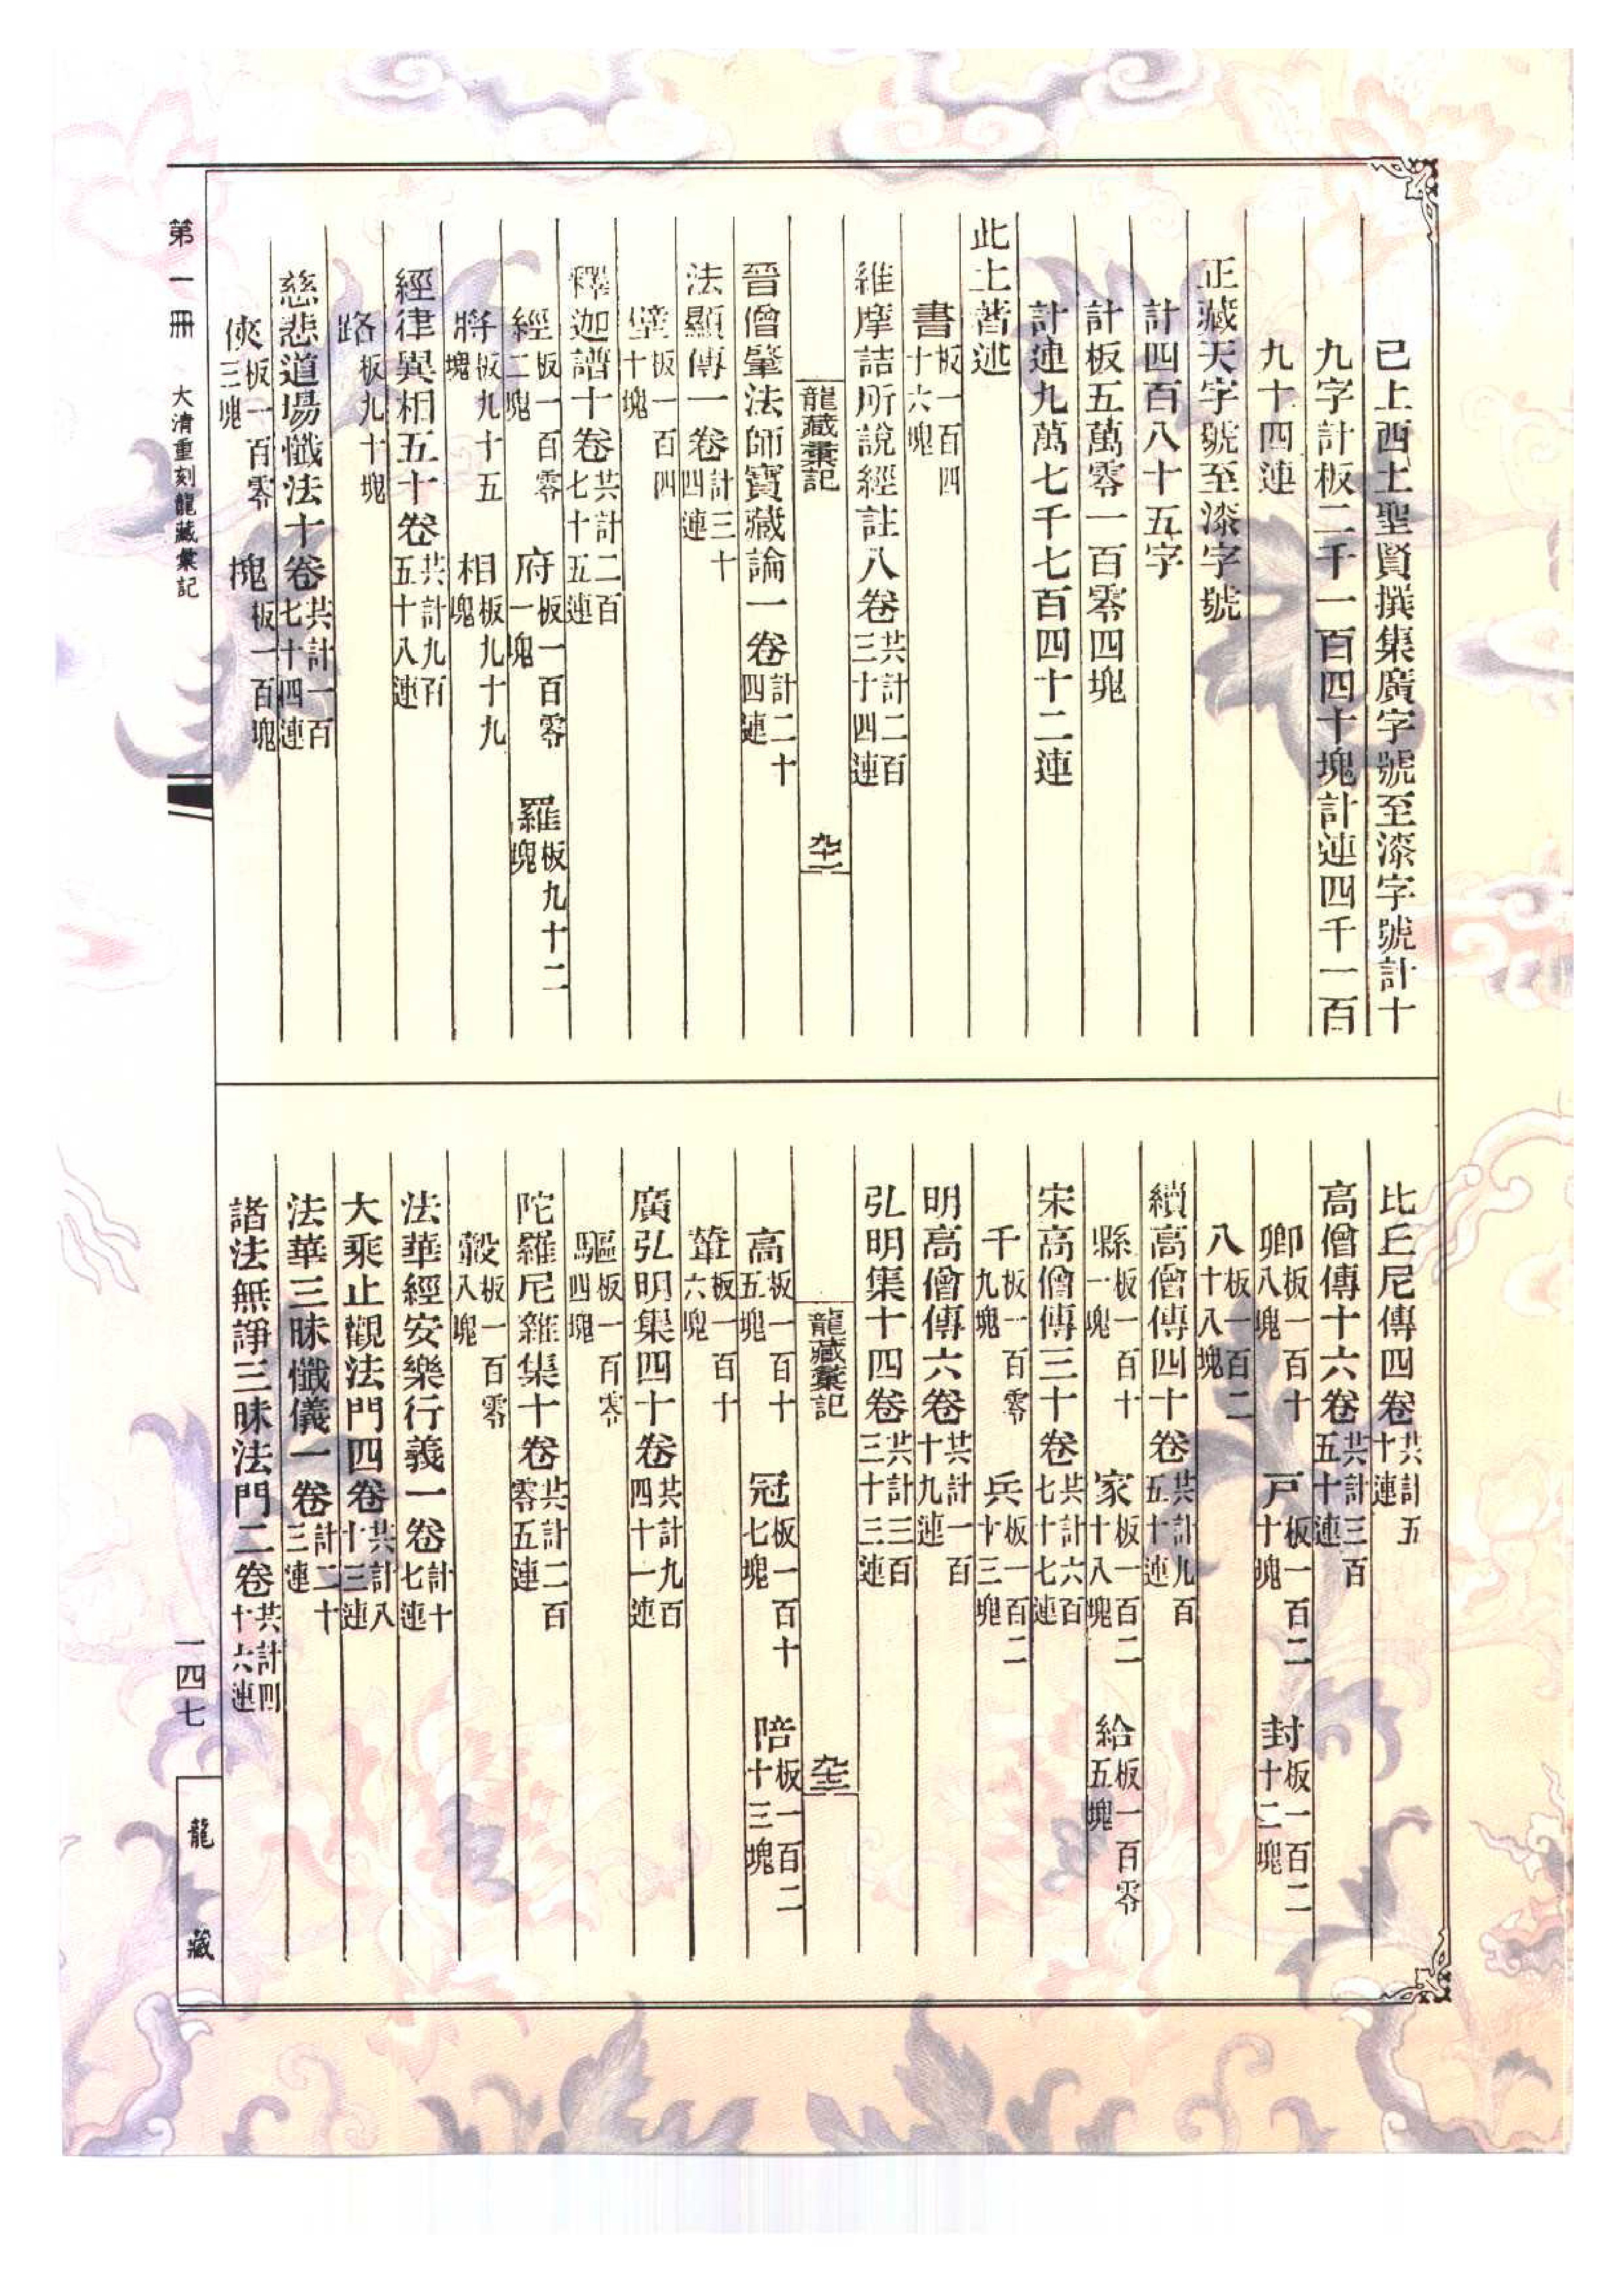 已上西土聖賢撰集廣字號至漆字號計十
九字計板二千一百四十塊計連四千一百
九十四連
正藏天字號至漆字號
計四百八十五字
計板五萬零一百零四塊
計連九萬七千七百四十二連
此土著述
書板一百四十六塊
維摩詰所說經註八卷共計二百三十四連
龍藏彙記
九十二
晉僧肇法師寶藏論一卷計二十四連
法顯傳一卷計三十四連
壁板一百四十塊
釋迦譜十卷共計二百七十五連
經板一百零二塊 府板一百零一塊 羅板九十二塊
將板九十五塊 相板九十九塊
經律異相五十卷共計九百五十八連
路板九十塊
慈悲道場懺法十卷共計一百七十四連
俠板一百零三塊 槐板一百塊
比丘尼傳四卷共計五十連
高僧傳十六卷共計三百五十連
卿板一百十八塊 戸板一百二十塊 封板一百二十二塊
八板一百二十八塊
續高僧傳四十卷共計九百五十連
縣板一百十一塊 家板一百二十八塊 給板一百零五塊
宋高僧傳三十卷共計六百七十七連
千板一百零九塊 兵板一百二十三塊
明高僧傳六卷共計一百十九連
弘明集十四卷共計三百三十三連
龍藏彙記
九十三
高板一百十五塊 冠板一百十七塊 陪板一百二十三塊
輦板一百十六塊
廣弘明集四十卷共計九百四十一連
驅板一百零四塊
陀羅尼雜集十卷共計二百零五連
轂板一百零八塊
法華經安樂行義一卷計十七連
大乘止觀法門四卷共計八十三連
法華三昧懺儀一卷計二十三連
諸法無諍三昧法門二卷共計四十六連
第一冊 大清重刻龍藏彙記
一四七
龍藏